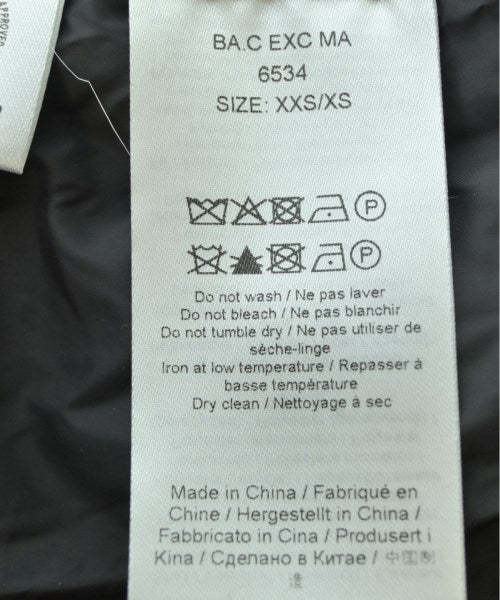 APPROVED
BA.C EXC MA
6534
SIZE: XXS/XS
P
P
Do not wash / Ne pas laver
Do not bleach / Ne pas blanchir
Do not tumble dry / Ne pas utiliser de
sèche-linge
Iron at low temperature / Repasser à
basse température
Dry clean / Nettoyage à sec
Made in China / Fabriqué en
Chine / Hergestellt in China /
Fabbricato in Cina / Produsert i
Kina / Сделано в Китае / 中国制
造